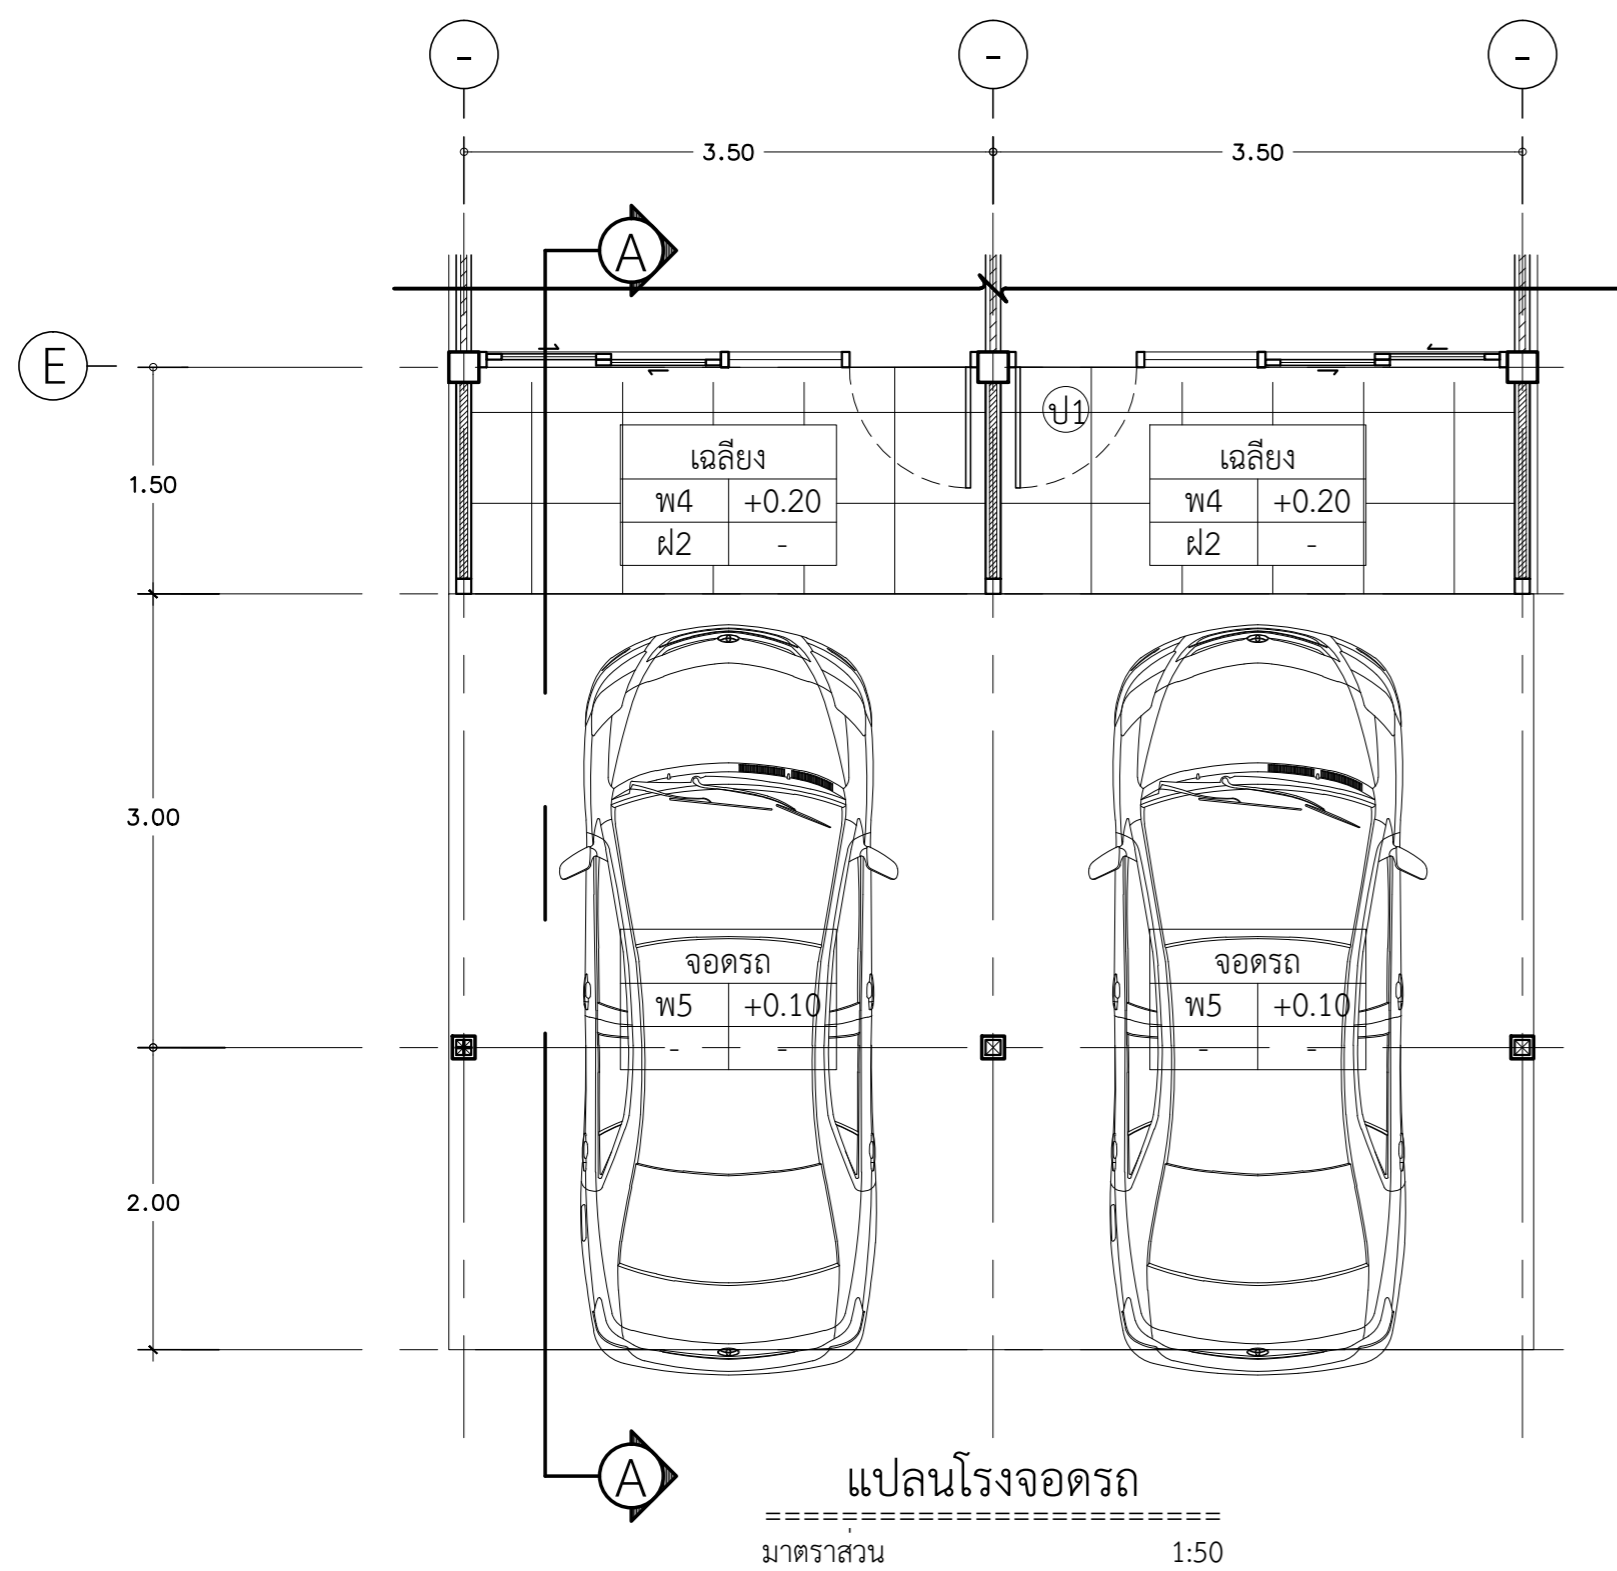 - - -
3.50 3.50
A
E
ป1
เฉลียง เฉลียง
1.50
พ4 +0.20 พ4 +0.20
ฝ2 - ฝ2 -
3.00
จอดรถ จอดรถ
พ5 +0.10 พ5 +0.10
- - - -
2.00
A
แปลนโรงจอดรถ
========================
มาตราส่วน 1:50